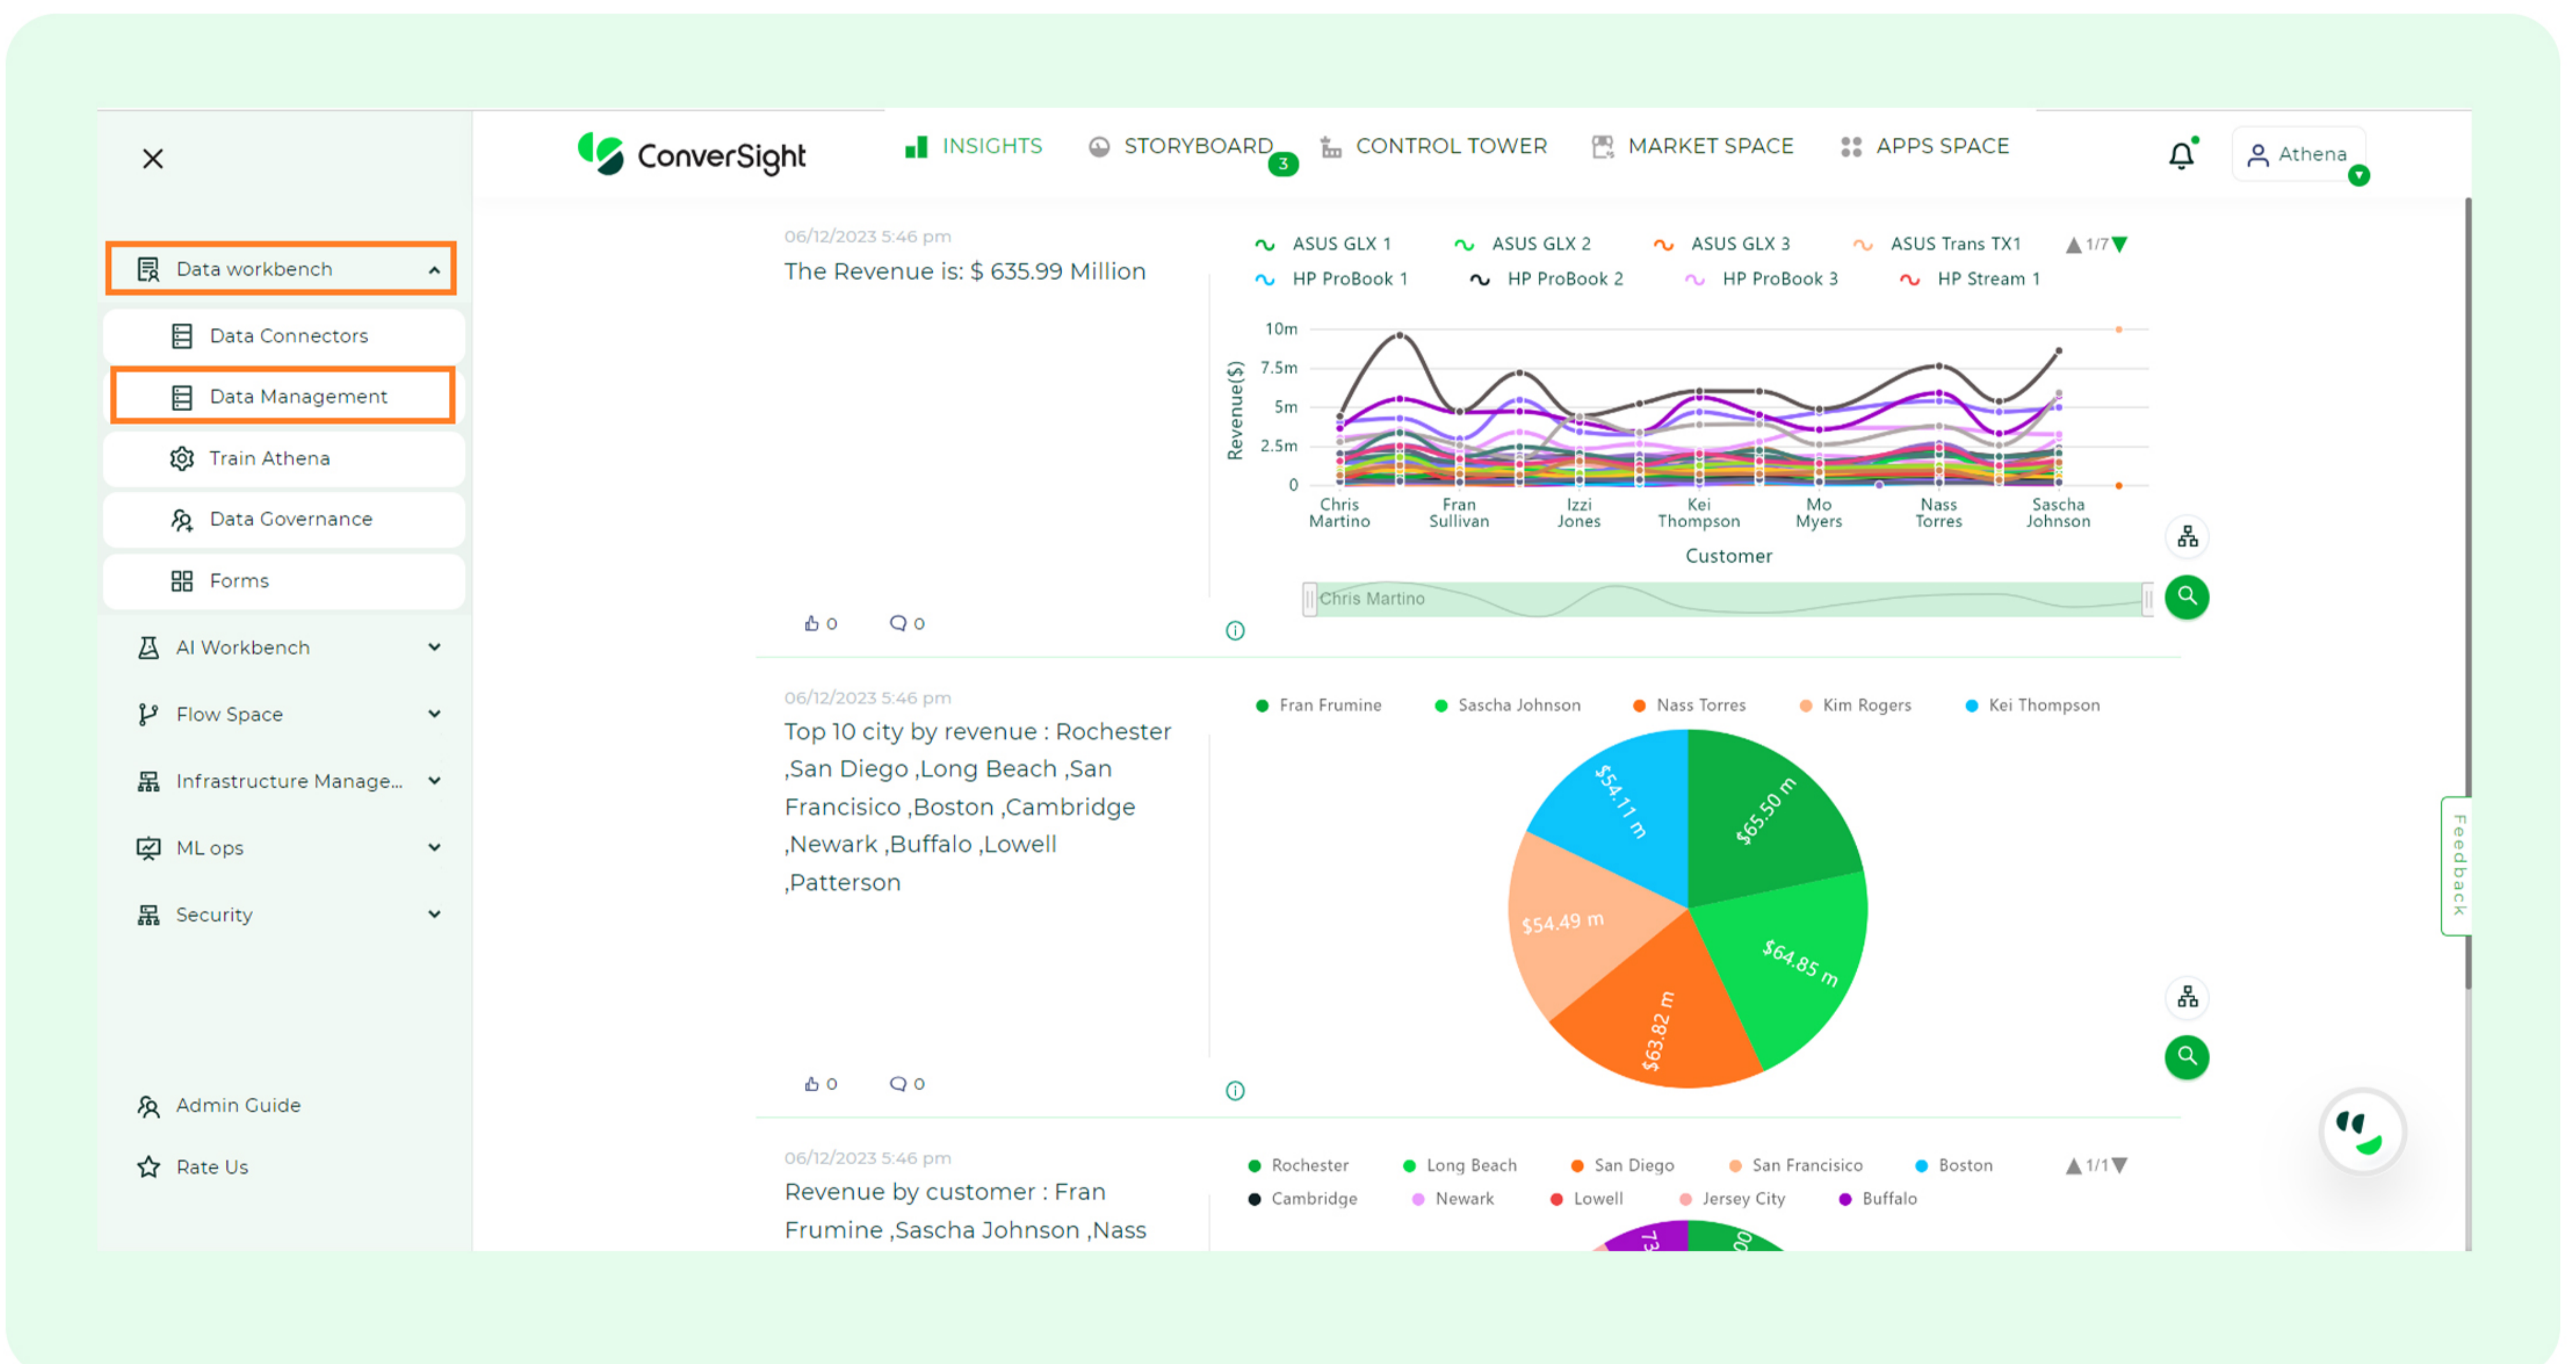 ConverSight
INSIGHTS
STORYBOARD
3
CONTROL TOWER
MARKET SPACE
APPS SPACE
Athena
Data workbench
Data Connectors
Data Management
Train Athena
Data Governance
Forms
AI Workbench
Flow Space
Infrastructure Manage...
ML ops
Security
Admin Guide
Rate Us
06/12/2023 5:46 pm
The Revenue is: $ 635.99 Million
0 0
ASUS GLX 1 ASUS GLX 2 ASUS GLX 3 ASUS Trans TX1 1/7
HP ProBook 1 HP ProBook 2 HP ProBook 3 HP Stream 1
Revenue($)
10m
7.5m
5m
2.5m
0
Chris Martino
Fran Sullivan
Izzi Jones
Kei Thompson
Mo Myers
Nass Torres
Sascha Johnson
Customer
Chris Martino
06/12/2023 5:46 pm
Top 10 city by revenue : Rochester
,San Diego ,Long Beach ,San
Francisico ,Boston ,Cambridge
,Newark ,Buffalo ,Lowell
,Patterson
0 0
Fran Frumine Sascha Johnson Nass Torres Kim Rogers Kei Thompson
$65.50 m
$64.85 m
$63.82 m
$54.49 m
$54.11 m
Feedback
06/12/2023 5:46 pm
Revenue by customer : Fran
Frumine ,Sascha Johnson ,Nass
Rochester Long Beach San Diego San Francisico Boston 1/1
Cambridge Newark Lowell Jersey City Buffalo